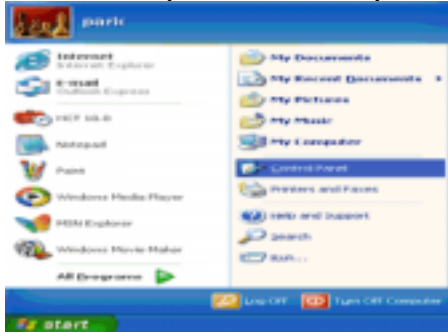 park
Internet
Internet Explorer
E-mail
Outlook Express
Notepad
Paint
Windows Media Player
MSN Explorer
Windows Movie Maker
All Programs
My Documents
My Recent Documents
My Pictures
My Music
My Computer
Control Panel
Printers and Faxes
Help and Support
Search
Run...
Log Off
Turn Off Computer
start